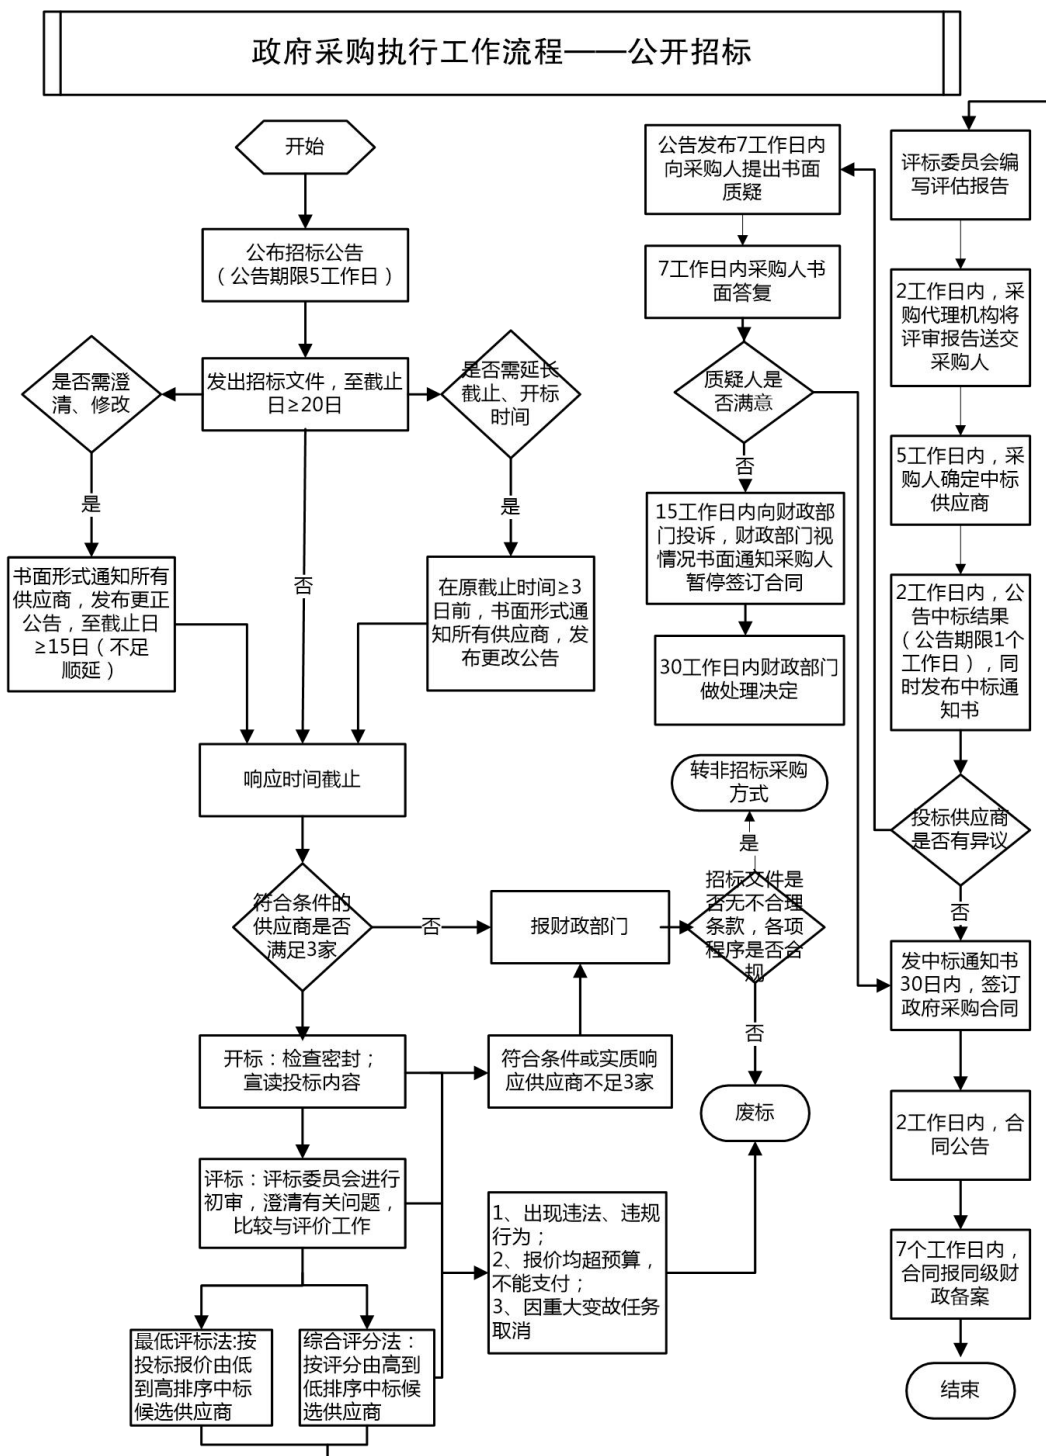 政府采购执行工作流程——公开招标
开始
公布招标公告
（公告期限5工作日）
发出招标文件，至截止
日≥20日
是否需澄
清、修改
是否需延长
截止、开标
时间
是
是
否
书面形式通知所有
供应商，发布更正
公告，至截止日
≥15日（不足
顺延）
在原截止时间≥3
日前，书面形式通
知所有供应商，发
布更改公告
响应时间截止
符合条件的
供应商是否
满足3家
否
报财政部门
招标文件是
否无不合理
条款，各项
程序是否合
规
是
转非招标采购
方式
否
废标
开标：检查密封；
宣读投标内容
符合条件或实质响
应供应商不足3家
评标：评标委员会进行
初审，澄清有关问题，
比较与评价工作
1、出现违法、违规
行为；
2、报价均超预算，
不能支付；
3、因重大变故任务
取消
最低评标法:按
投标报价由低
到高排序中标
候选供应商
综合评分法：
按评分由高到
低排序中标候
选供应商
公告发布7工作日内
向采购人提出书面
质疑
7工作日内采购人书
面答复
质疑人是
否满意
否
15工作日内向财政部
门投诉，财政部门视
情况书面通知采购人
暂停签订合同
30工作日内财政部门
做处理决定
评标委员会编
写评估报告
2工作日内，采
购代理机构将
评审报告送交
采购人
5工作日内，采
购人确定中标
供应商
2工作日内，公
告中标结果
（公告期限1个
工作日），同
时发布中标通
知书
投标供应商
是否有异议
否
发中标通知书
30日内，签订
政府采购合同
2工作日内，合
同公告
7个工作日内，
合同报同级财
政备案
结束